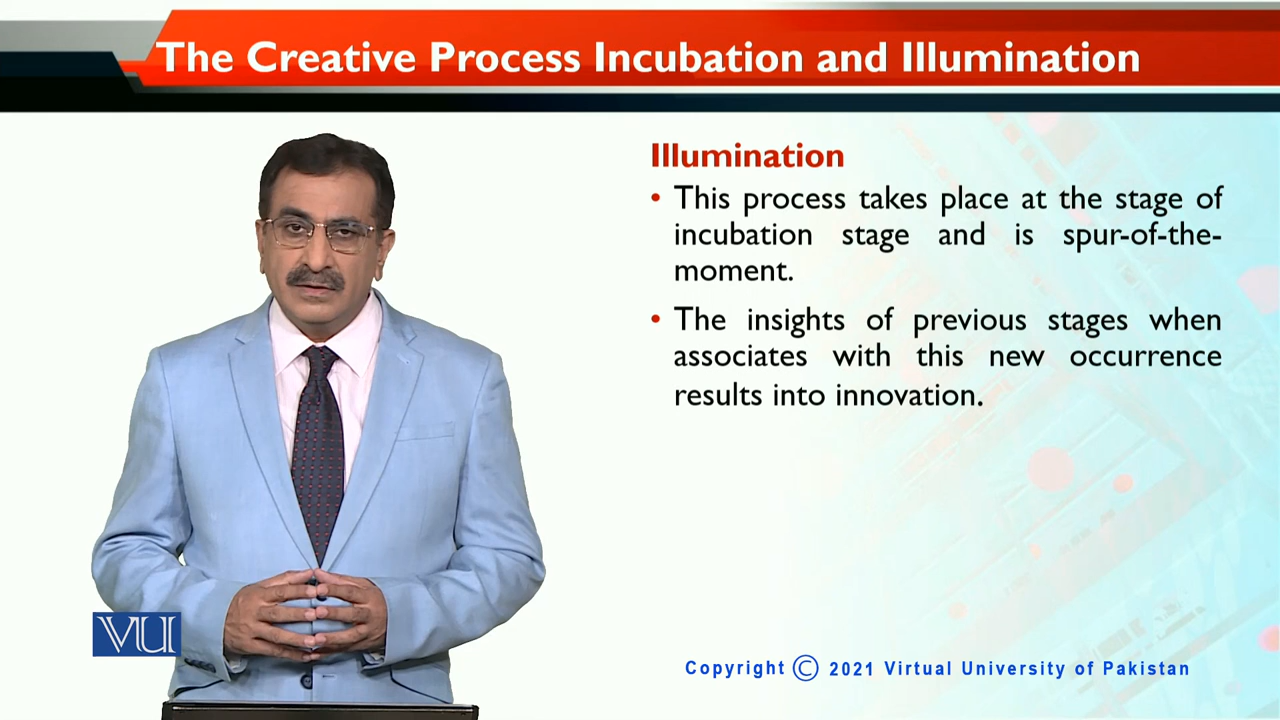 The Creative Process Incubation and Illumination
Illumination
• This process takes place at the stage of
incubation stage and is spur-of-the-
moment.
• The insights of previous stages when
associates with this new occurrence
results into innovation.
VU
Copyright © 2021 Virtual University of Pakistan